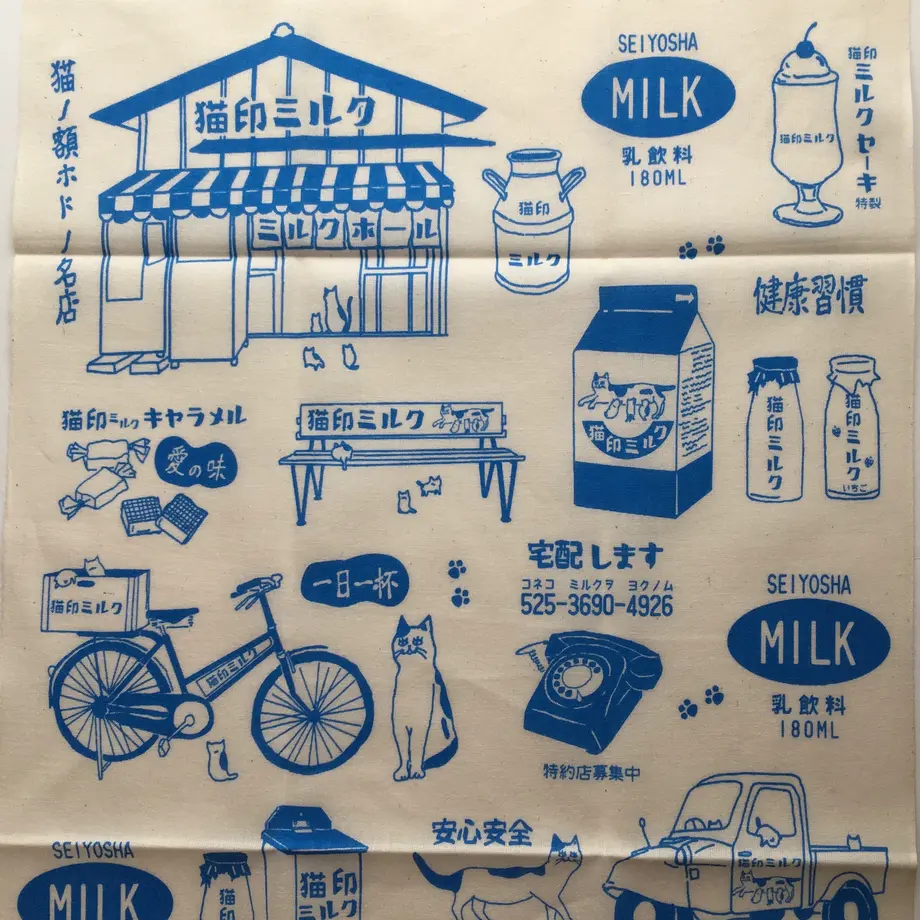 猫ノ額ホドノ名店
猫印ミルク
ミルクホール
猫印
ミルク
SEIYOSHA
MILK
乳飲料
180ML
猫印ミルク
猫印
ミルクセーキ
特製
猫印ミルクキャラメル
愛の味
猫印ミルク
猫印ミルク
健康習慣
猫印ミルク
猫印ミルク
いちご
猫印ミルク
猫印ミルク
一日一杯
宅配します
コネコ ミルクヲ ヨクノム
525-3690-4926
特約店募集中
SEIYOSHA
MILK
乳飲料
180ML
SEIYOSHA
MILK
猫印
猫印
ミルク
安心安全
猫印ミルク